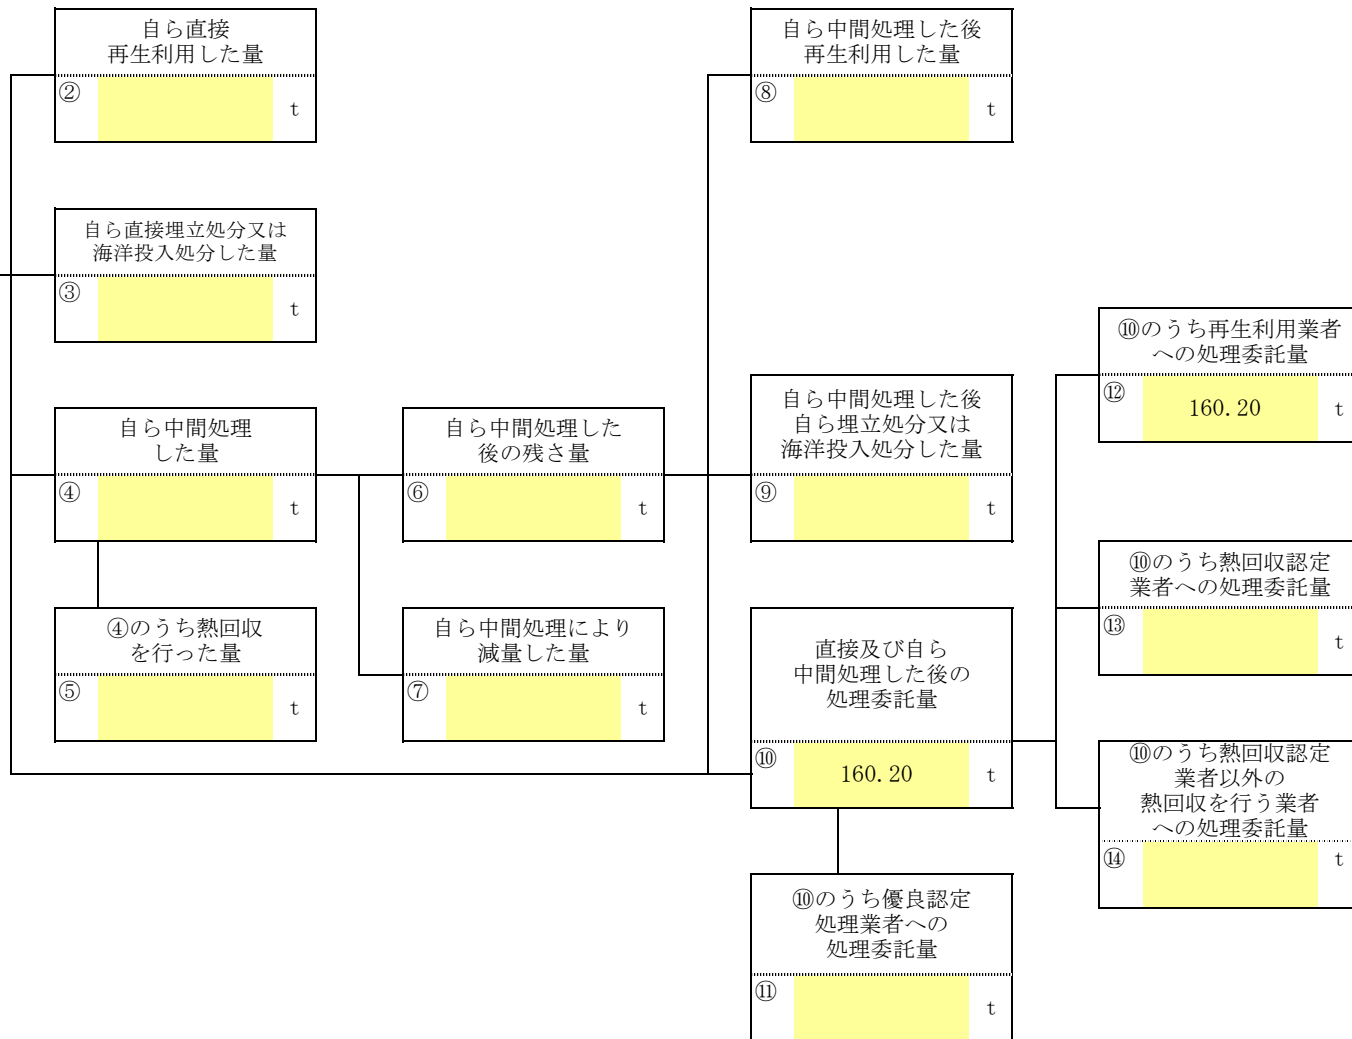 自ら直接
再生利用した量
②
t
自ら中間処理した後
再生利用した量
⑧
t
自ら直接埋立処分又は
海洋投入処分した量
③
t
⑩のうち再生利用業者
への処理委託量
⑫
160.20
t
自ら中間処理
した量
④
t
自ら中間処理した
後の残さ量
⑥
t
自ら中間処理した後
自ら埋立処分又は
海洋投入処分した量
⑨
t
⑩のうち熱回収認定
業者への処理委託量
⑬
t
④のうち熱回収
を行った量
⑤
t
自ら中間処理により
減量した量
⑦
t
直接及び自ら
中間処理した後の
処理委託量
⑩
160.20
t
⑩のうち熱回収認定
業者以外の
熱回収を行う業者
への処理委託量
⑭
t
⑩のうち優良認定
処理業者への
処理委託量
⑪
t